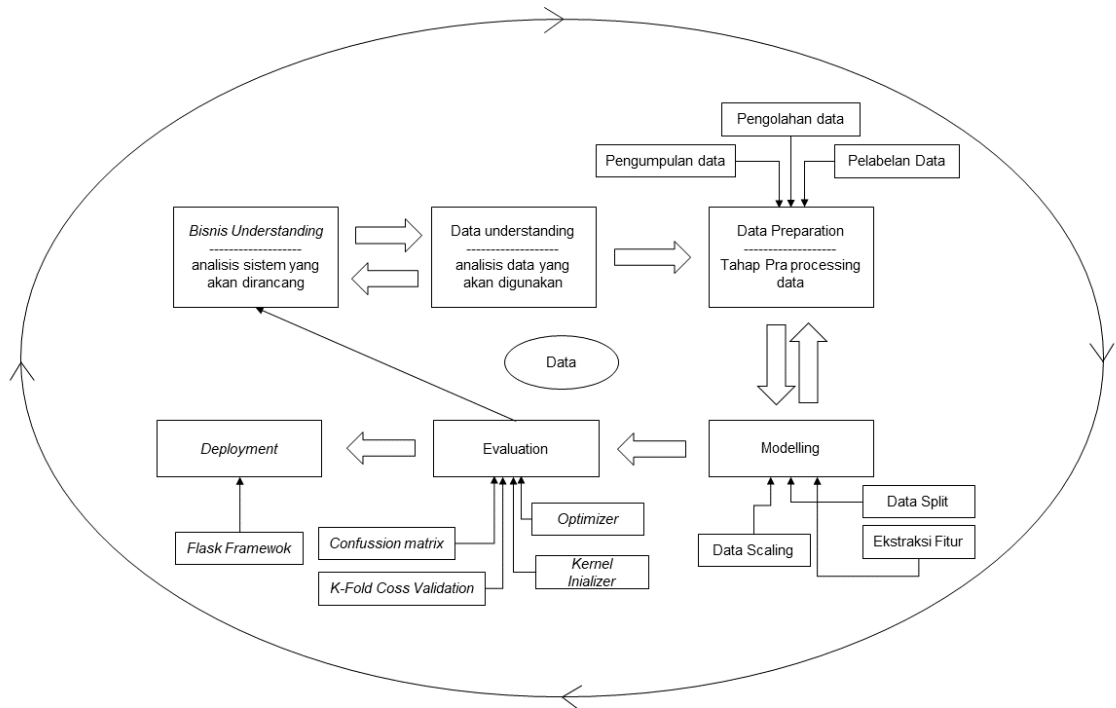 Pengolahan data
Pengumpulan data
Pelabelan Data
Bisnis Understanding
--------------------
analisis sistem yang
akan dirancang
Data understanding
--------------------
analisis data yang
akan digunakan
Data Preparation
--------------------
Tahap Pra processing
data
Data
Deployment
Evaluation
Modelling
Flask Framewok
Confussion matrix
K-Fold Coss Validation
Optimizer
Kernel
Inializer
Data Scaling
Data Split
Ekstraksi Fitur